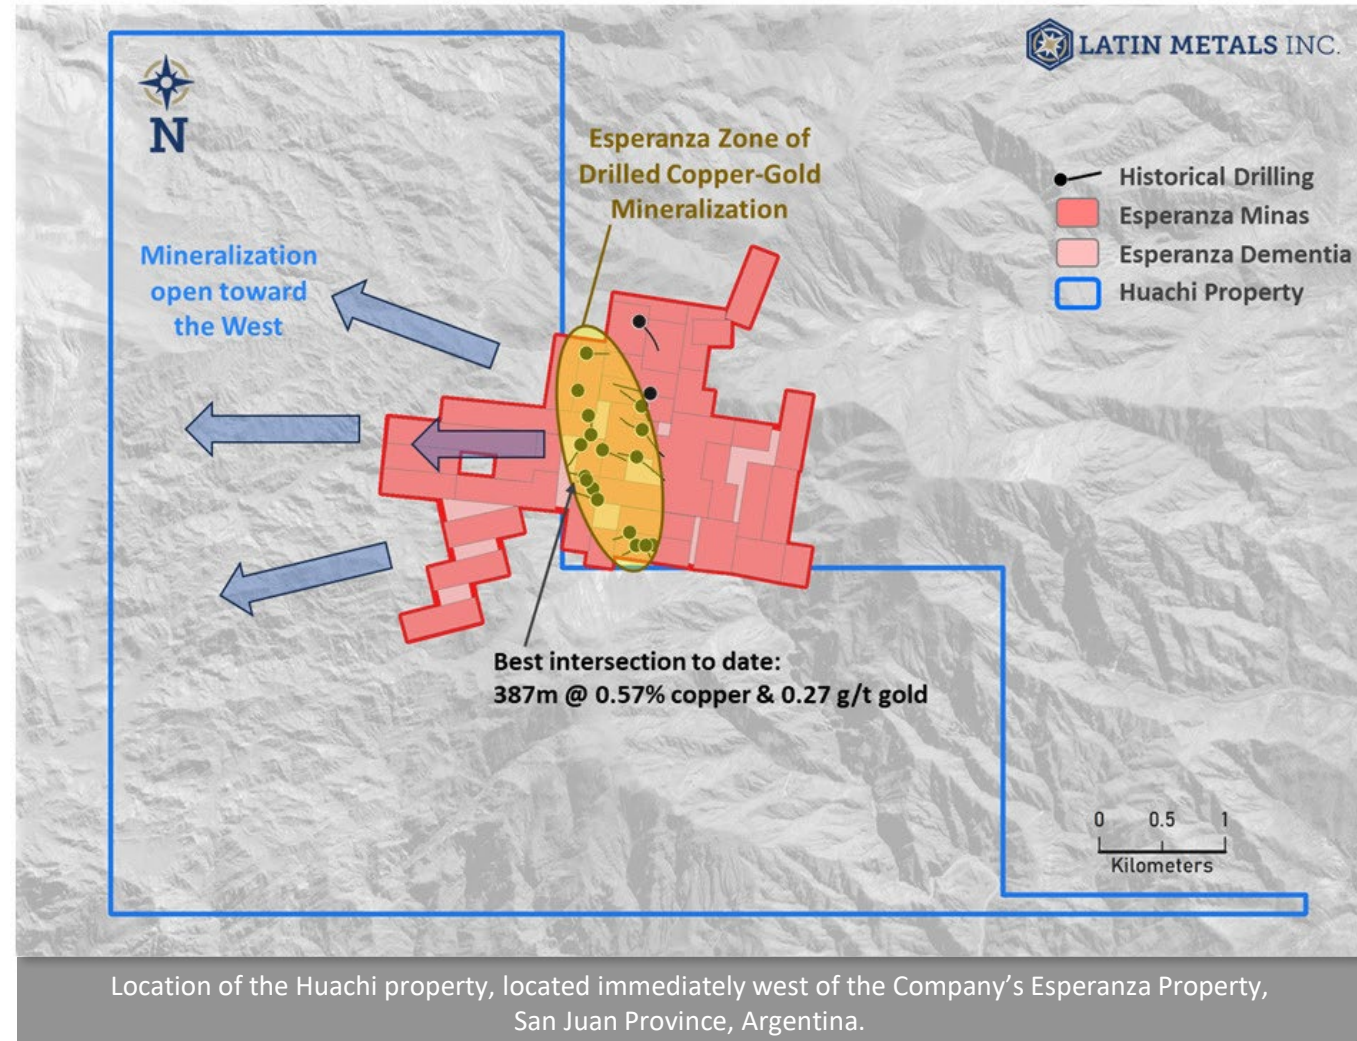 LATIN METALS INC.
N
Esperanza Zone of
Drilled Copper-Gold
Mineralization
Historical Drilling
Esperanza Minas
Esperanza Dementia
Huachi Property
Mineralization
open toward
the West
Best intersection to date:
387m @ 0.57% copper & 0.27 g/t gold
0 0.5 1
Kilometers
Location of the Huachi property, located immediately west of the Company’s Esperanza Property,
San Juan Province, Argentina.